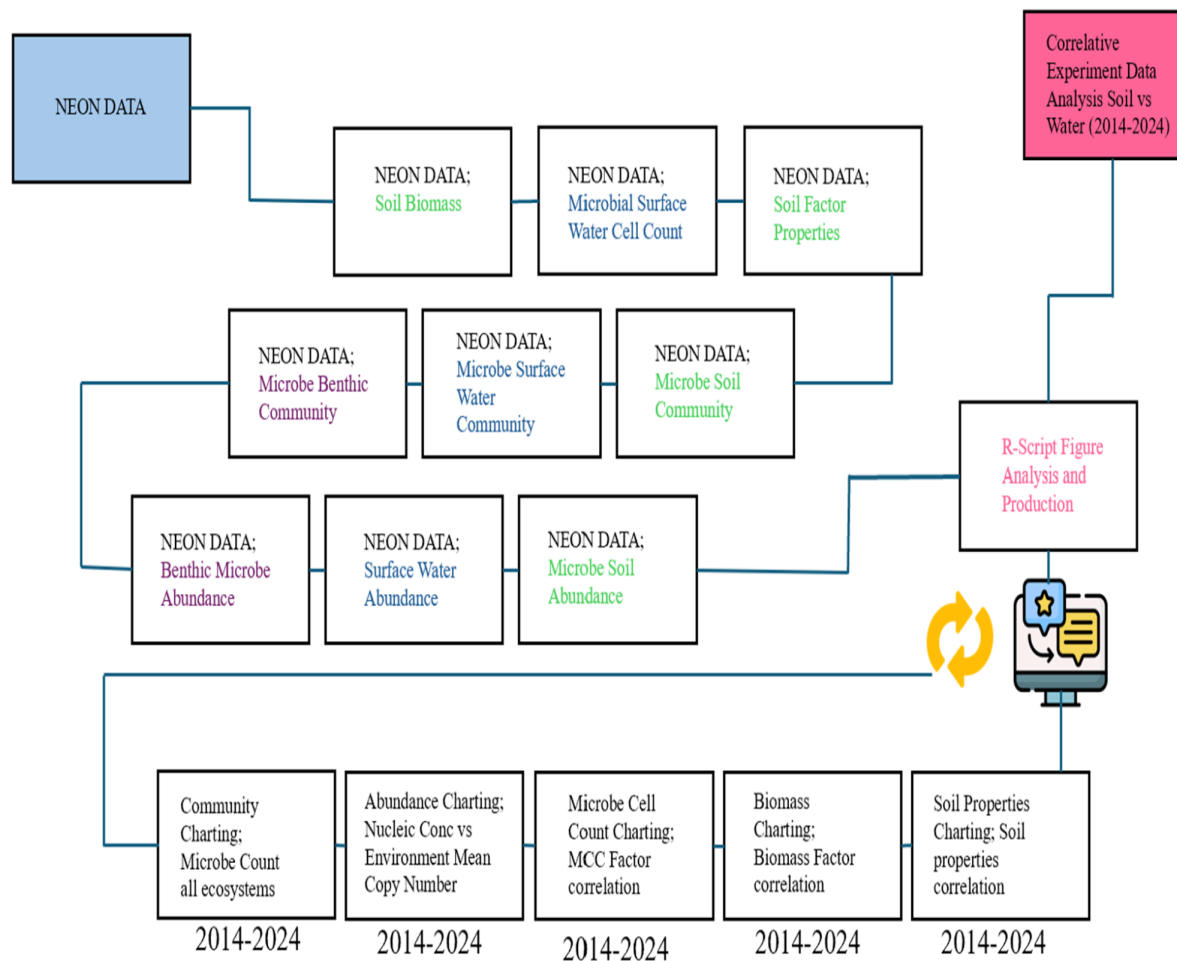 NEON DATA
Correlative
Experiment Data
Analysis Soil vs
Water (2014-2024)
NEON DATA;
Soil Biomass
NEON DATA;
Microbial Surface
Water Cell Count
NEON DATA;
Soil Factor
Properties
NEON DATA;
Microbe Benthic
Community
NEON DATA;
Microbe Surface
Water
Community
NEON DATA;
Microbe Soil
Community
R-Script Figure
Analysis and
Production
NEON DATA;
Benthic Microbe
Abundance
NEON DATA;
Surface Water
Abundance
NEON DATA;
Microbe Soil
Abundance
Community
Charting;
Microbe Count
all ecosystems
Abundance Charting;
Nucleic Conc vs
Environment Mean
Copy Number
Microbe Cell
Count Charting;
MCC Factor
correlation
Biomass
Charting;
Biomass Factor
correlation
Soil Properties
Charting; Soil
properties
correlation
2014-2024
2014-2024
2014-2024
2014-2024
2014-2024